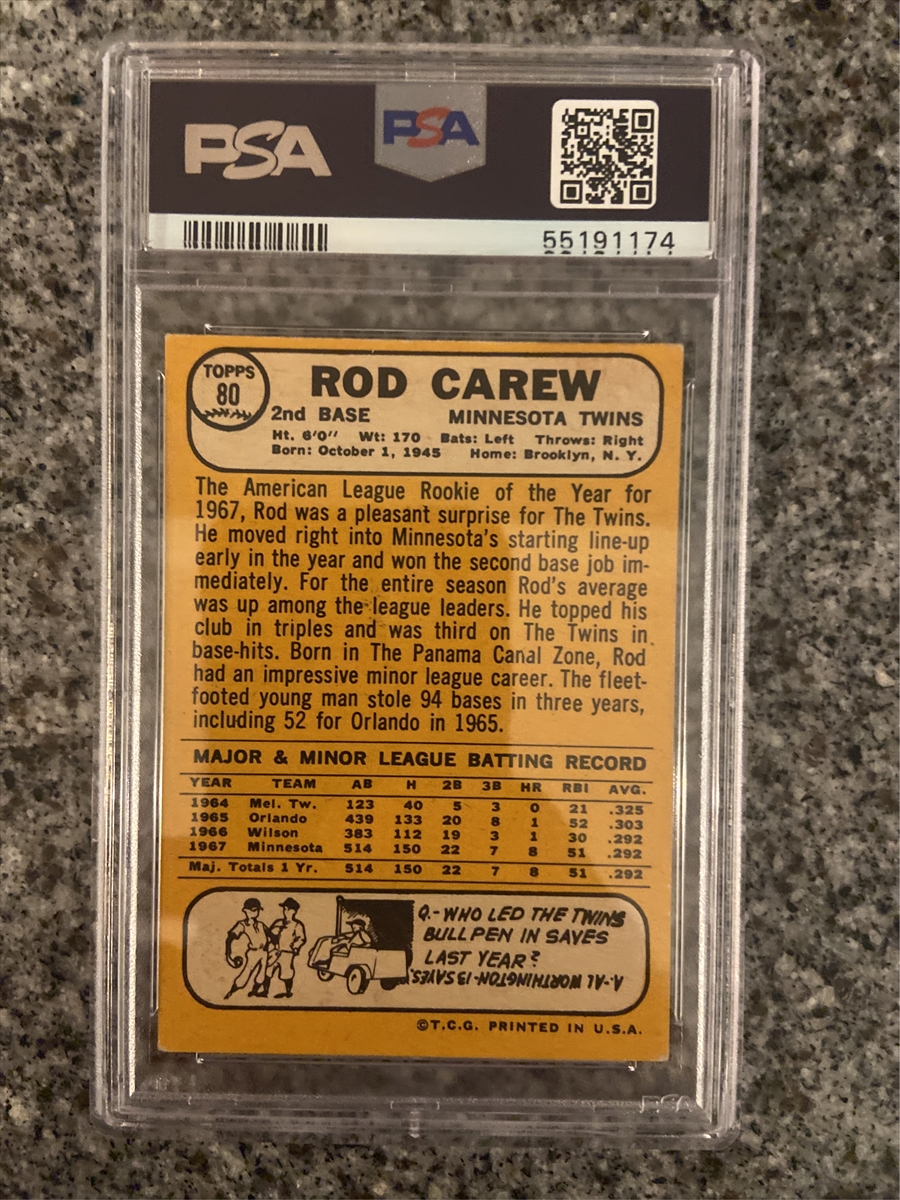 PSA
PSA
55191174
TOPPS
80
ROD CAREW
2nd BASE MINNESOTA TWINS
Ht. 6'0" Wt: 170 Bats: Left Throws: Right
Born: October 1, 1945 Home: Brooklyn, N. Y.
The American League Rookie of the Year for
1967, Rod was a pleasant surprise for The Twins.
He moved right into Minnesota's starting line-up
early in the year and won the second base job im-
mediately. For the entire season Rod's average
was up among the league leaders. He topped his
club in triples and was third on The Twins in
base-hits. Born in The Panama Canal Zone, Rod
had an impressive minor league career. The fleet-
footed young man stole 94 bases in three years,
including 52 for Orlando in 1965.
MAJOR & MINOR LEAGUE BATTING RECORD
YEAR TEAM AB H 2B 3B HR RBI AVG.
1964 Mel. Tw. 123 40 5 3 0 21 .325
1965 Orlando 439 133 20 8 1 52 .303
1966 Wilson 383 112 19 3 1 30 .292
1967 Minnesota 514 150 22 7 8 51 .292
Maj. Totals 1 Yr. 514 150 22 7 8 51 .292
Q.-WHO LED THE TWINS
BULLPEN IN SAVES
LAST YEAR?
A-AL WORTHINGTON-13 SAVES.
©T.C.G. PRINTED IN U.S.A.
PSA